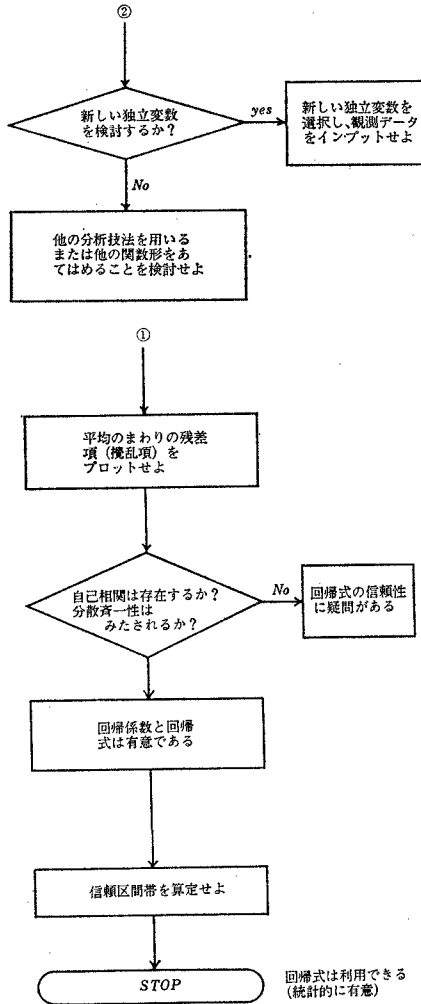 ②
新しい独立変数
を検討するか？
yes
新しい独立変数を
選択し、観測データ
をインプットせよ
No
他の分析技法を用いる
または他の関数形をあ
てはめることを検討せよ
①
平均のまわりの残差
項（攪乱項）を
プロットせよ
自己相関は存在するか？
分散斉一性は
みたされるか？
No
回帰式の信頼性
に疑問がある
回帰係数と回帰
式は有意である
信頼区間帯を算定せよ
STOP
回帰式は利用できる
(統計的に有意)